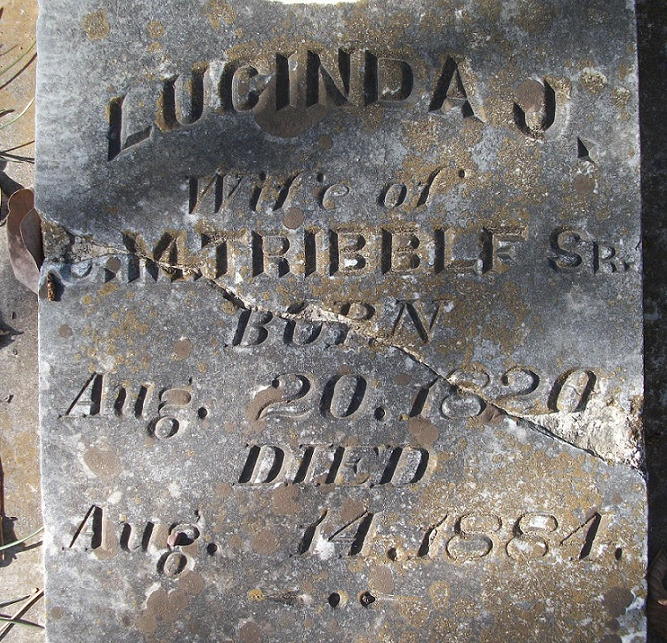 LUCINDA J.
Wife of
M. TRIBBLE SR.
BORN
Aug. 20. 1820
DIED
Aug. 14. 1884.